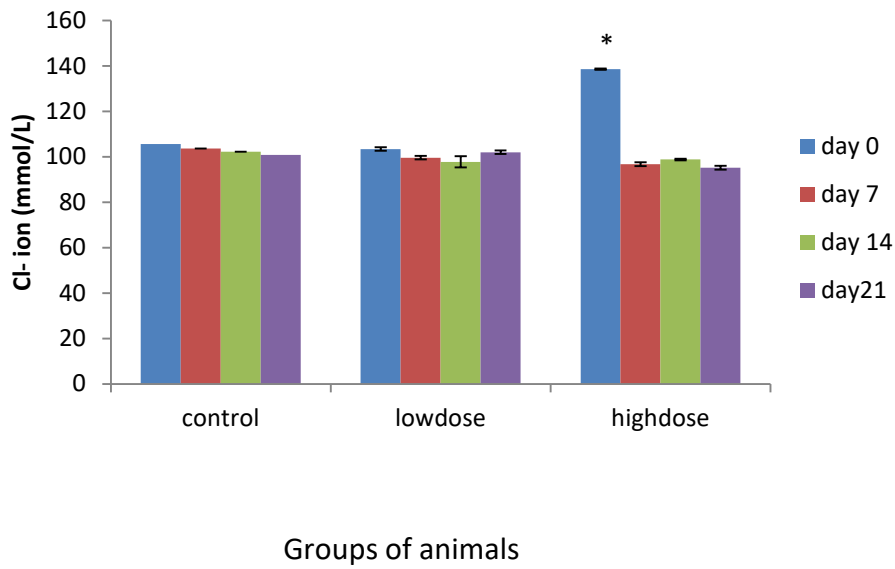 160
140
120
100
80
60
40
20
0
Cl- ion (mmol/L)
*
control lowdose highdose
Groups of animals
day 0
day 7
day 14
day21